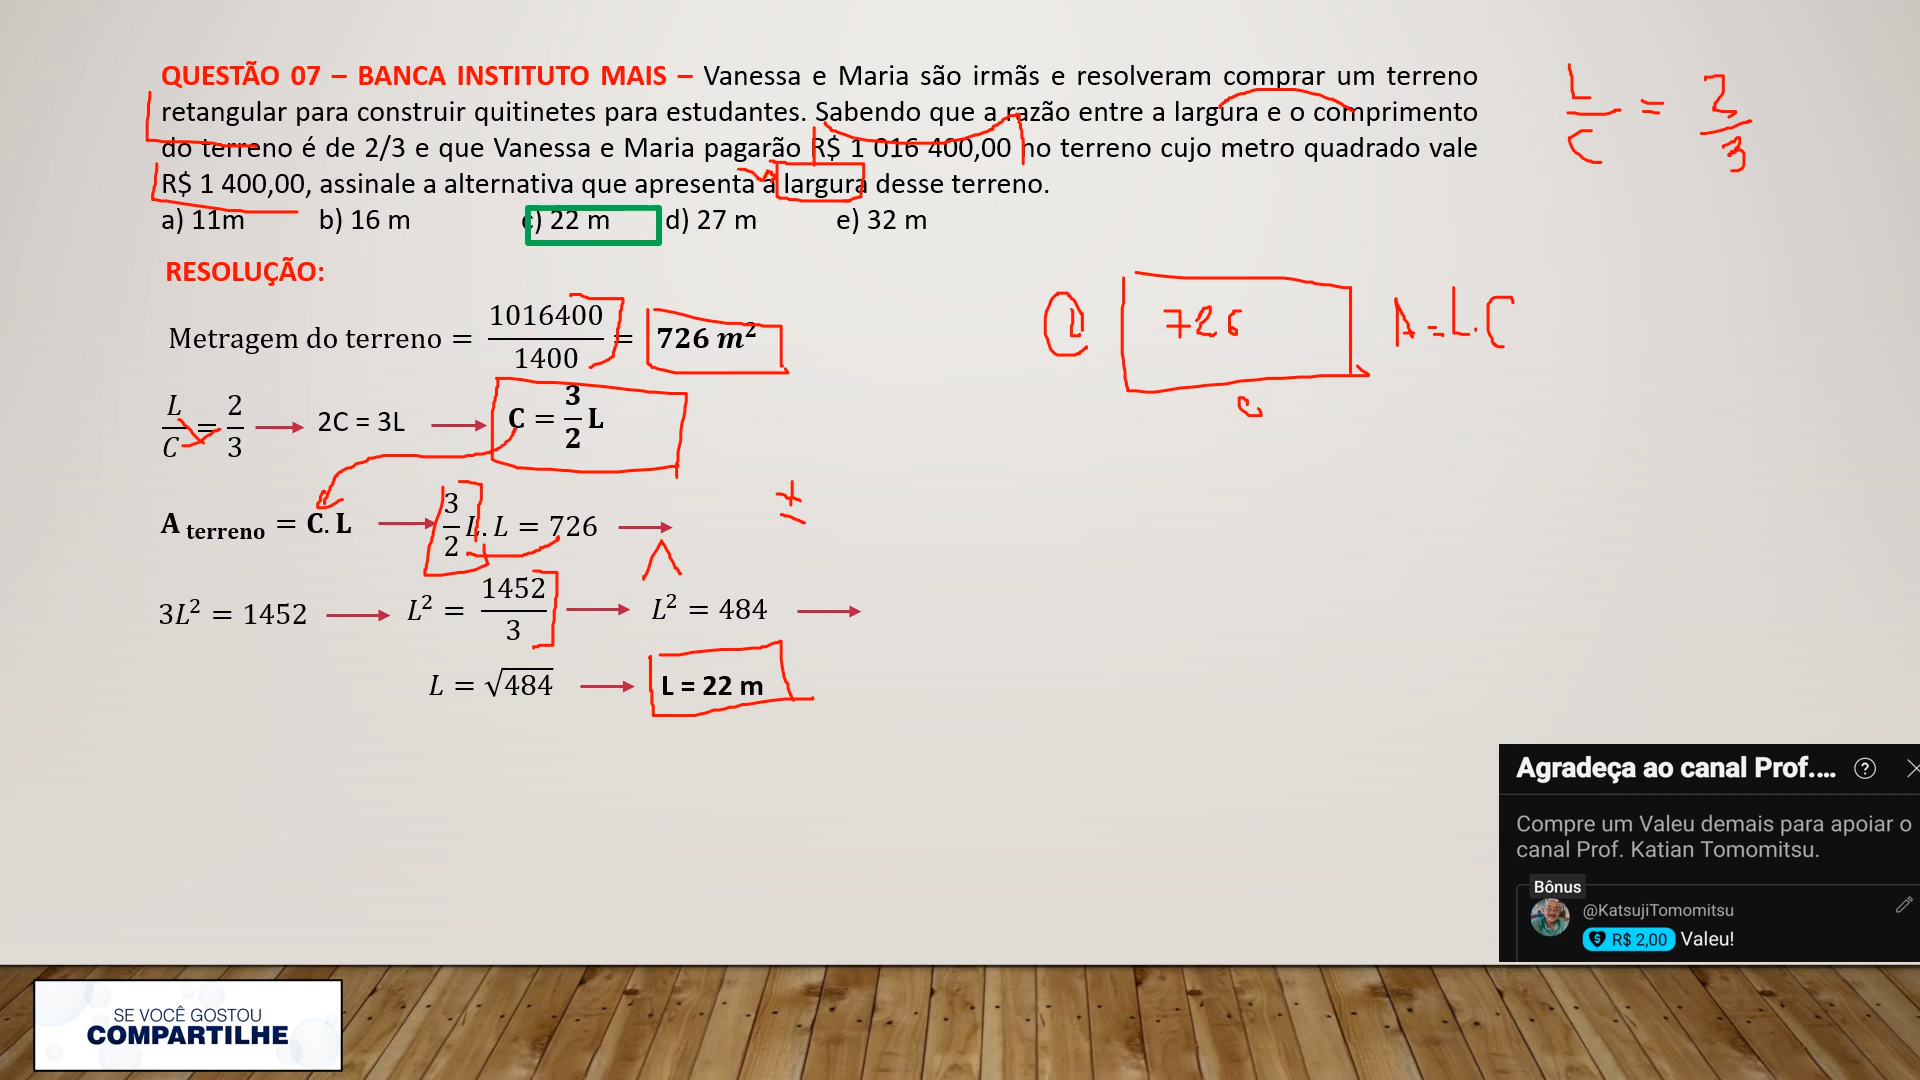 QUESTÃO 07 – BANCA INSTITUTO MAIS – Vanessa e Maria são irmãs e resolveram comprar um terreno
retangular para construir quitinetes para estudantes. Sabendo que a razão entre a largura e o comprimento
do terreno é de 2/3 e que Vanessa e Maria pagarão R$ 1 016 400,00 no terreno cujo metro quadrado vale
R$ 1 400,00, assinale a alternativa que apresenta a largura desse terreno.
a) 11m b) 16 m c) 22 m d) 27 m e) 32 m
L/C = 2/3
RESOLUÇÃO:
Metragem do terreno = 1016400/1400 = 726 m²
L 726 A=L.C
C
L/C = 2/3 → 2C = 3L → C = 3/2 L
±
A terreno = C. L → 3/2 L. L = 726 →
3L² = 1452 → L² = 1452/3 → L² = 484 →
L = √484 → L = 22 m
Agradeça ao canal Prof....
Compre um Valeu demais para apoiar o
canal Prof. Katian Tomomitsu.
Bônus
@KatsujiTomomitsu
R$ 2,00 Valeu!
SE VOCÊ GOSTOU
COMPARTILHE